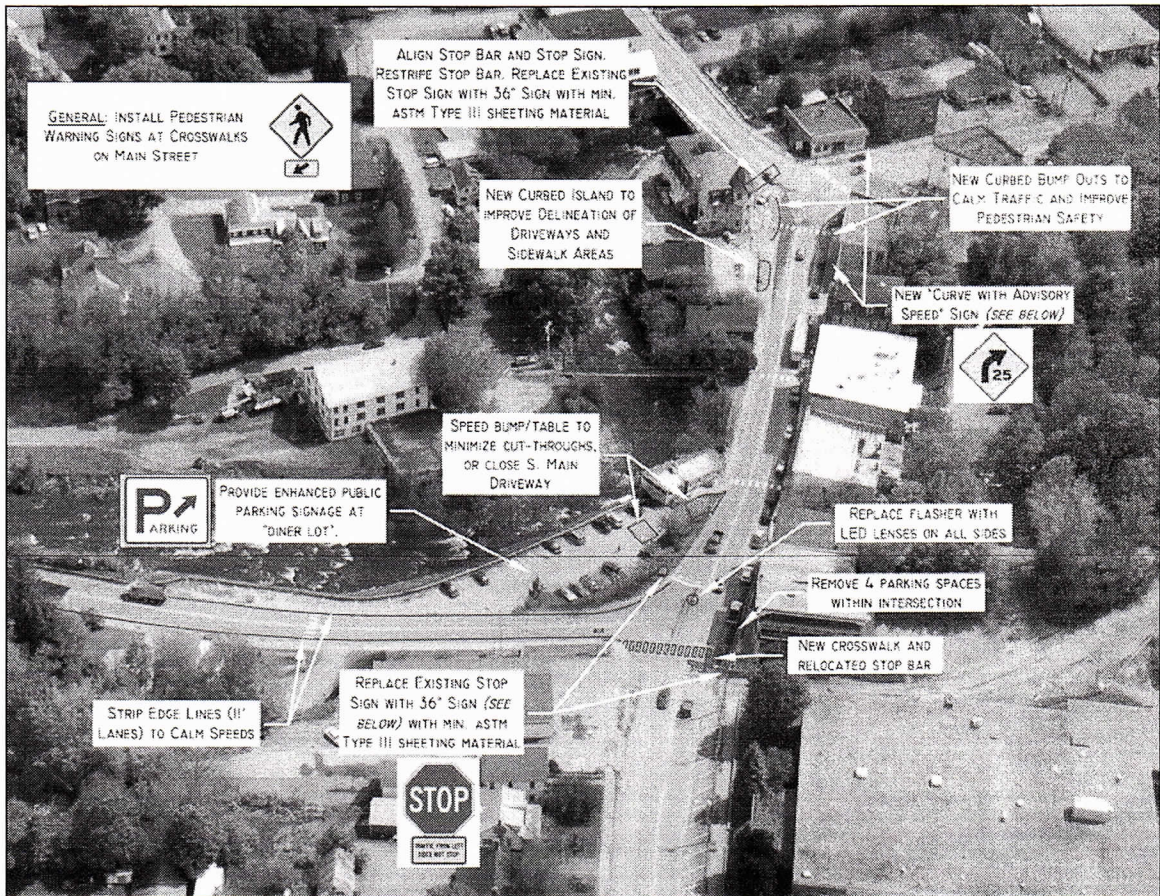 ALIGN STOP BAR AND STOP SIGN.
RESTRIPE STOP BAR. REPLACE EXISTING
STOP SIGN WITH 36" SIGN WITH MIN.
ASTM TYPE III SHEETING MATERIAL
GENERAL: INSTALL PEDESTRIAN
WARNING SIGNS AT CROSSWALKS
ON MAIN STREET
NEW CURBED ISLAND TO
IMPROVE DELINEATION OF
DRIVEWAYS AND
SIDEWALK AREAS
NEW CURBED BUMP OUTS TO
CALM TRAFFIC AND IMPROVE
PEDESTRIAN SAFETY
NEW "CURVE WITH ADVISORY
SPEED" SIGN (SEE BELOW)
25
SPEED BUMP/TABLE TO
MINIMIZE CUT-THROUGHS,
OR CLOSE S. MAIN
DRIVEWAY
PARKING
PROVIDE ENHANCED PUBLIC
PARKING SIGNAGE AT
"DINER LOT".
REPLACE FLASHER WITH
LED LENSES ON ALL SIDES
REMOVE 4 PARKING SPACES
WITHIN INTERSECTION
NEW CROSSWALK AND
RELOCATED STOP BAR
STRIP EDGE LINES (11'
LANES) TO CALM SPEEDS
REPLACE EXISTING STOP
SIGN WITH 36" SIGN (SEE
BELOW) WITH MIN. ASTM
TYPE III SHEETING MATERIAL
STOP
TRAFFIC FROM LEFT
DOES NOT STOP